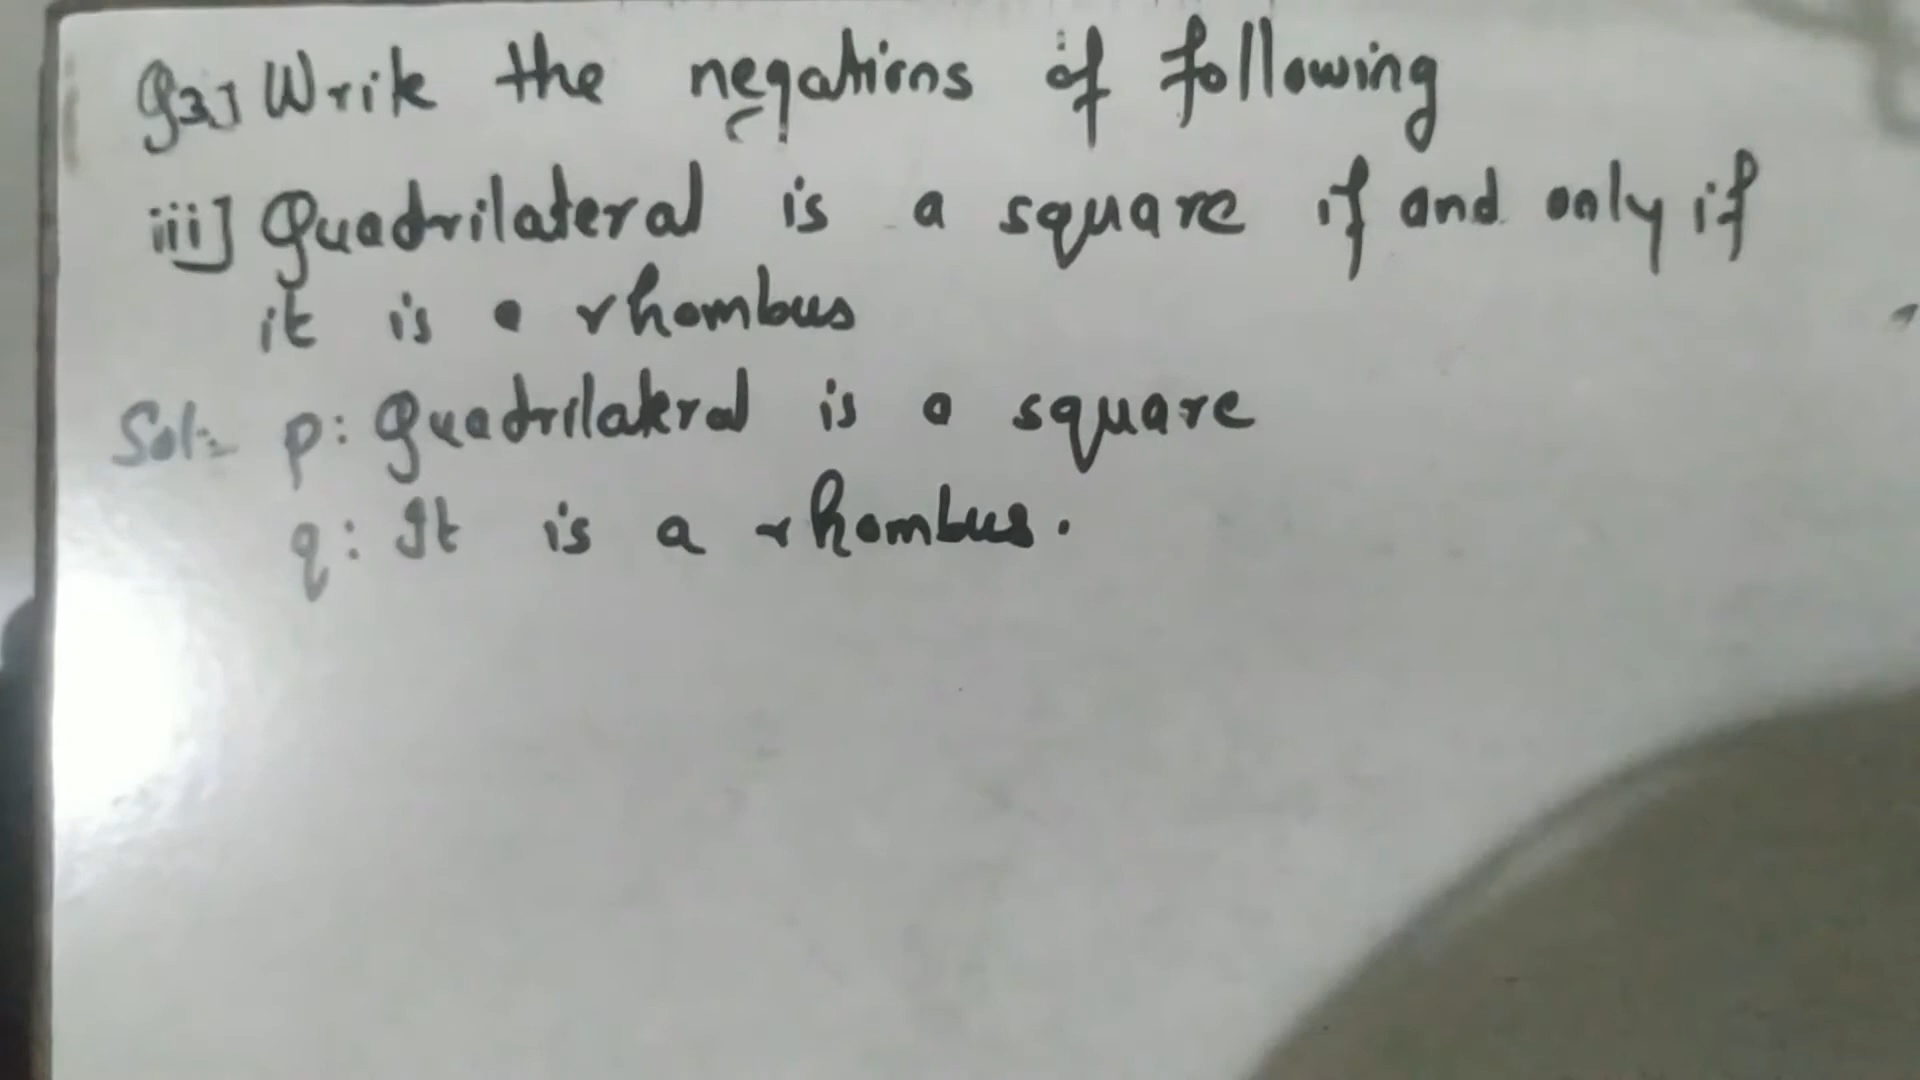 Q3] Write the negations of following
iii] Quadrilateral is a square if and only if
it is a rhombus
Sol:- p: Quadrilateral is a square
q: It is a rhombus.